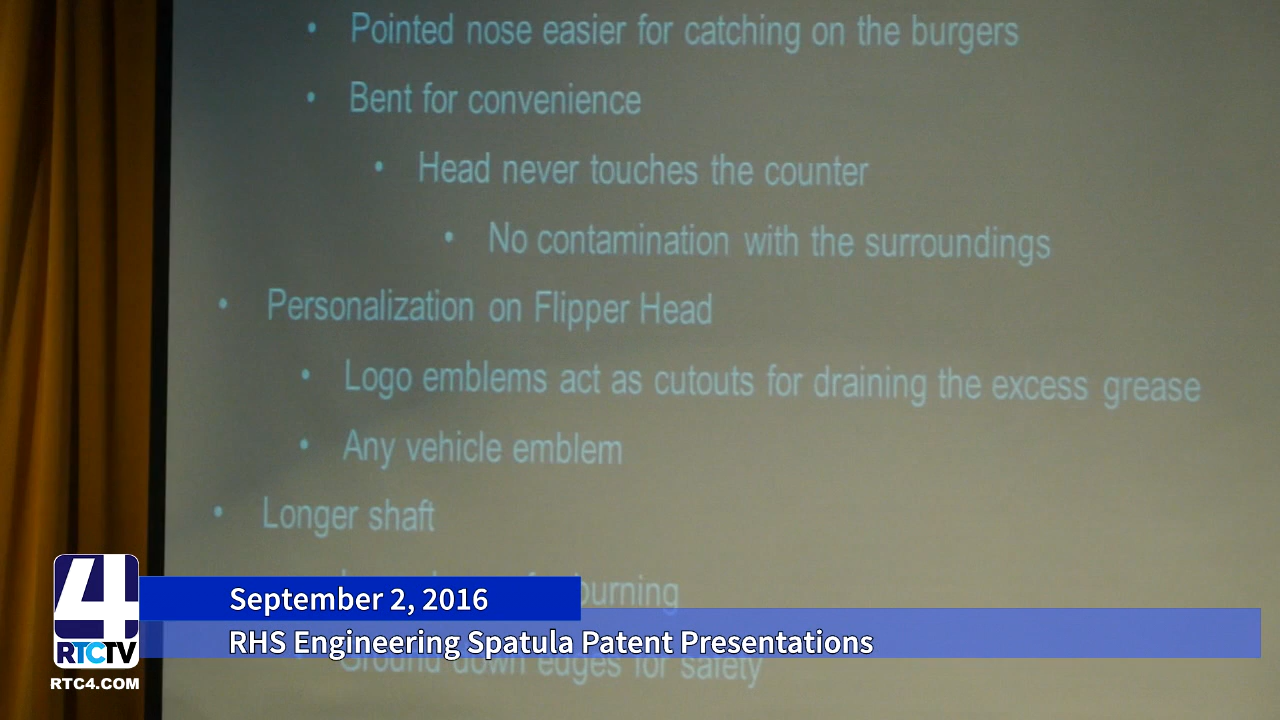 • Pointed nose easier for catching on the burgers
• Bent for convenience
• Head never touches the counter
• No contamination with the surroundings
• Personalization on Flipper Head
• Logo emblems act as cutouts for draining the excess grease
• Any vehicle emblem
• Longer shaft
burning
• Ground down edges for safety
September 2, 2016
RHS Engineering Spatula Patent Presentations
4
RTCTV
RTC4.COM